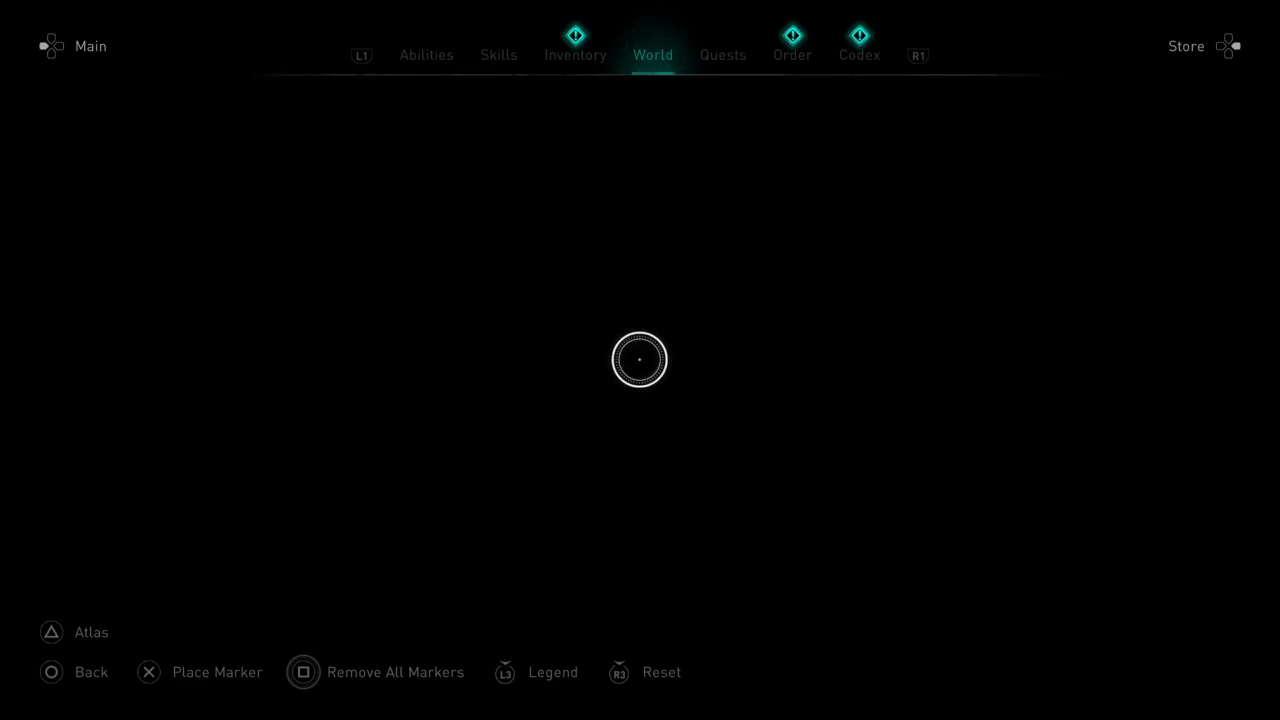 Main
L1 Abilities Skills Inventory World Quests Order Codex R1
Store
Atlas
Back Place Marker Remove All Markers L3 Legend R3 Reset